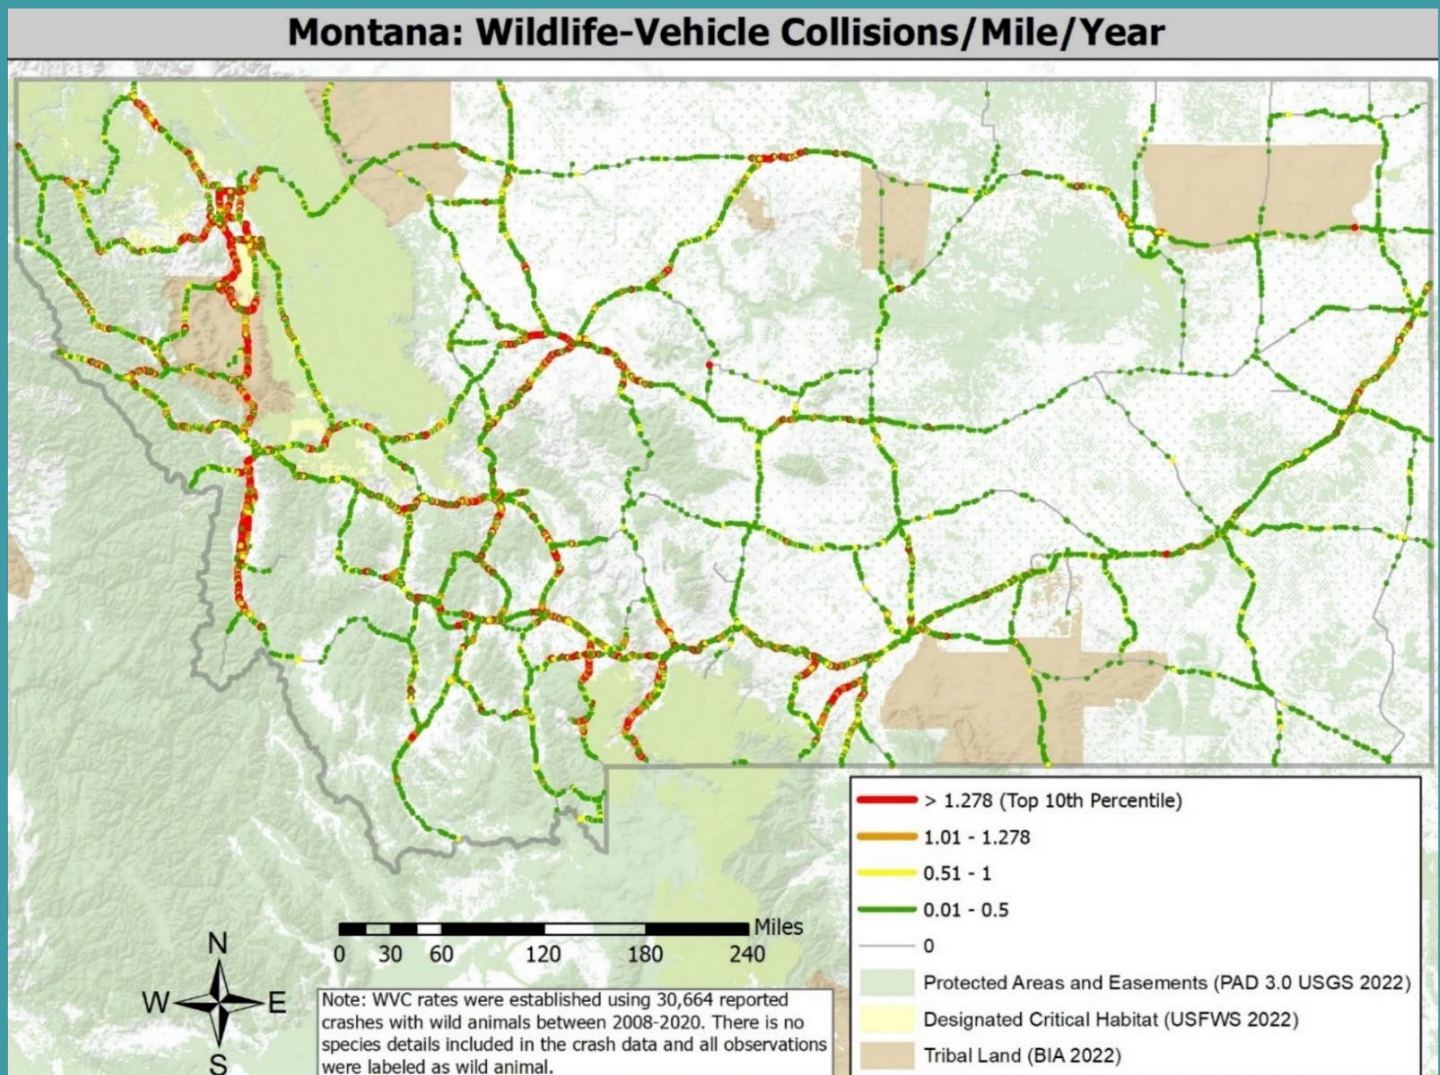 Montana: Wildlife-Vehicle Collisions/Mile/Year
> 1.278 (Top 10th Percentile)
1.01 - 1.278
0.51 - 1
0.01 - 0.5
0
Protected Areas and Easements (PAD 3.0 USGS 2022)
Designated Critical Habitat (USFWS 2022)
Tribal Land (BIA 2022)
Miles
0 30 60 120 180 240
N
W E
S
Note: WVC rates were established using 30,664 reported
crashes with wild animals between 2008-2020. There is no
species details included in the crash data and all observations
were labeled as wild animal.